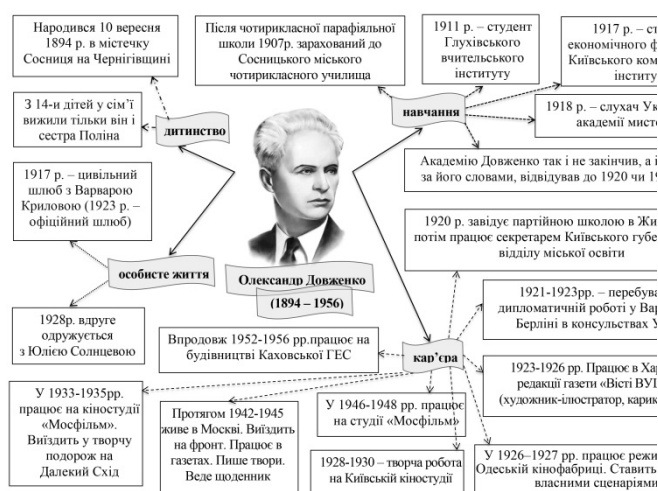 Народився 10 вересня
1894 р. в містечку
Сосниця на Чернігівщині
Після чотирикласної парафіяльної
школи 1907р. зарахований до
Сосницького міського
чотирикласного училища
1911 р. – студент
Глухівського
вчительського
інституту
1917 р. – ст
економічного ф
Київського ком
інститу
З 14-и дітей у сім’ї
вижили тільки він і
сестра Поліна
дитинство
навчання
1918 р. – слухач Ук
академії мисте
Академію Довженко так і не закінчив, а і
за його словами, відвідував до 1920 чи 19
1917 р. – цивільний
шлюб з Варварою
Криловою (1923 р. –
офіційний шлюб)
особисте життя
1928р. вдруге
одружується
з Юлією Солнцевою
Олександр Довженко
(1894 – 1956)
1920 р. завідує партійною школою в Жи
потім працює секретарем Київського губе
відділу міської освіти
1921-1923рр. – перебува
дипломатичній роботі у Вар
Берліні в консульствах У
Впродовж 1952-1956 рр.працює на
будівництві Каховської ГЕС
кар’єра
1923-1926 рр. Працює в Хар
редакції газети «Вісті ВУЦ
(художник-ілюстратор, карик
У 1933-1935рр.
працює на кіностудії
«Мосфільм».
Виїздить у творчу
подорож на
Далекий Схід
Протягом 1942-1945
живе в Москві. Виїздить
на фронт. Працює в
газетах. Пише твори.
Веде щоденник
У 1946-1948 рр. працює
на студії «Мосфільм»
1928-1930 – творча робота
на Київській кіностудії
У 1926–1927 рр. працює режи
Одеській кінофабриці. Ставить
власними сценаріями